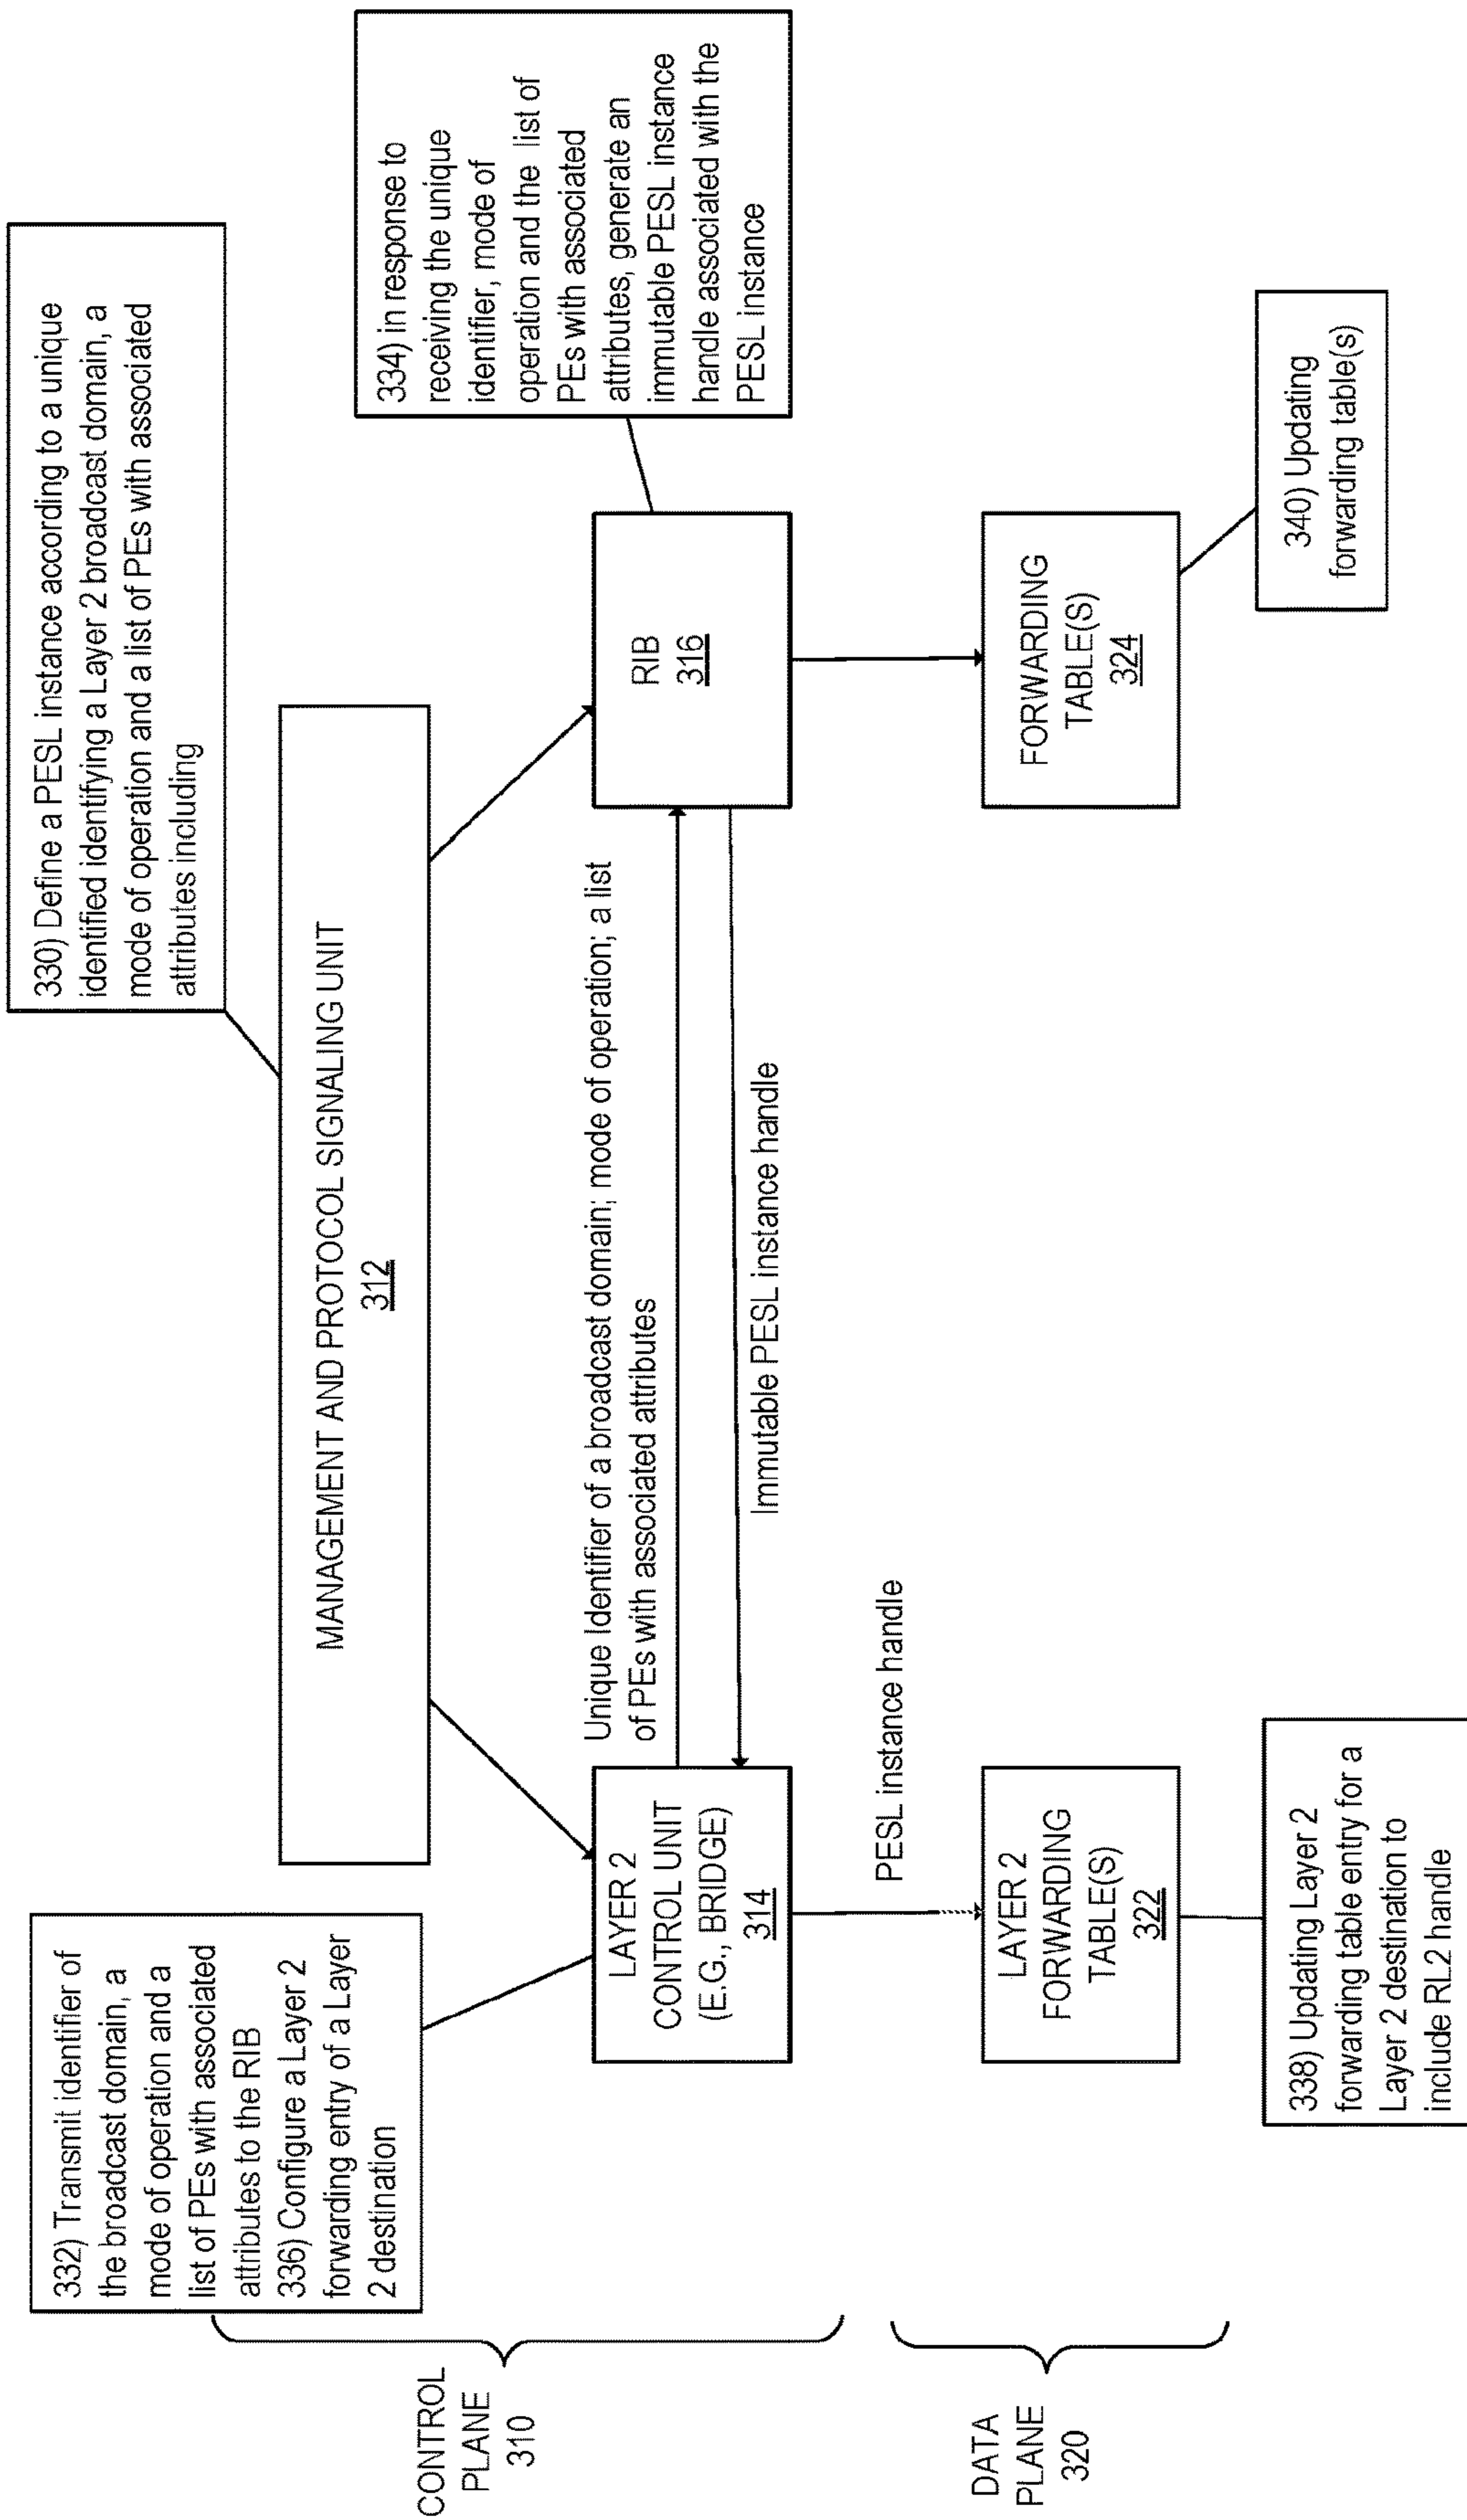 330) Define a PESL instance according to a unique
identified identifying a Layer 2 broadcast domain, a
mode of operation and a list of PEs with associated
attributes including
332) Transmit identifier of
the broadcast domain, a
mode of operation and a
list of PEs with associated
attributes to the RIB
336) Configure a Layer 2
forwarding entry of a Layer
2 destination
MANAGEMENT AND PROTOCOL SIGNALING UNIT
312
334) in response to
receiving the unique
identifier, mode of
operation and the list of
PEs with associated
attributes, generate an
immutable PESL instance
handle associated with the
PESL instance
CONTROL
PLANE
310
LAYER 2
CONTROL UNIT
(E.G., BRIDGE)
314
Unique Identifier of a broadcast domain; mode of operation; a list
of PEs with associated attributes
Immutable PESL instance handle
RIB
316
PESL instance handle
DATA
PLANE
320
LAYER 2
FORWARDING
TABLE(S)
322
FORWARDING
TABLE(S)
324
338) Updating Layer 2
forwarding table entry for a
Layer 2 destination to
include RL2 handle
340) Updating
forwarding table(s)